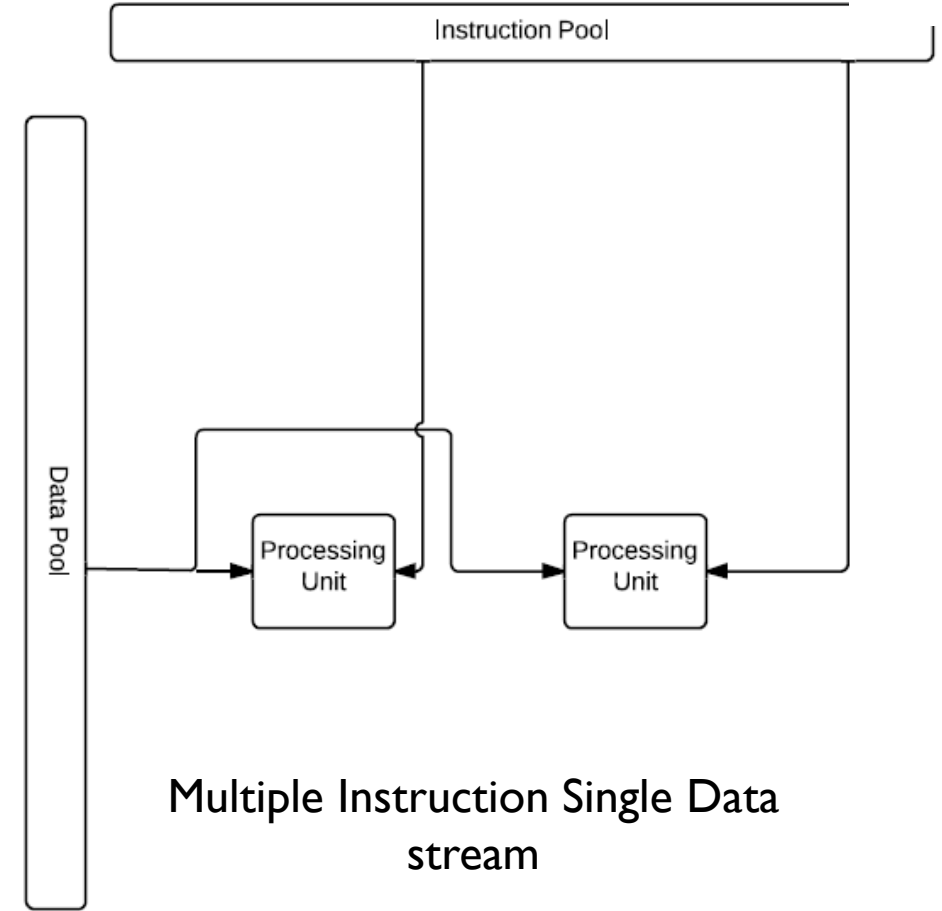 Instruction Pool
Data Pool
Processing
Unit
Processing
Unit
Multiple Instruction Single Data
stream